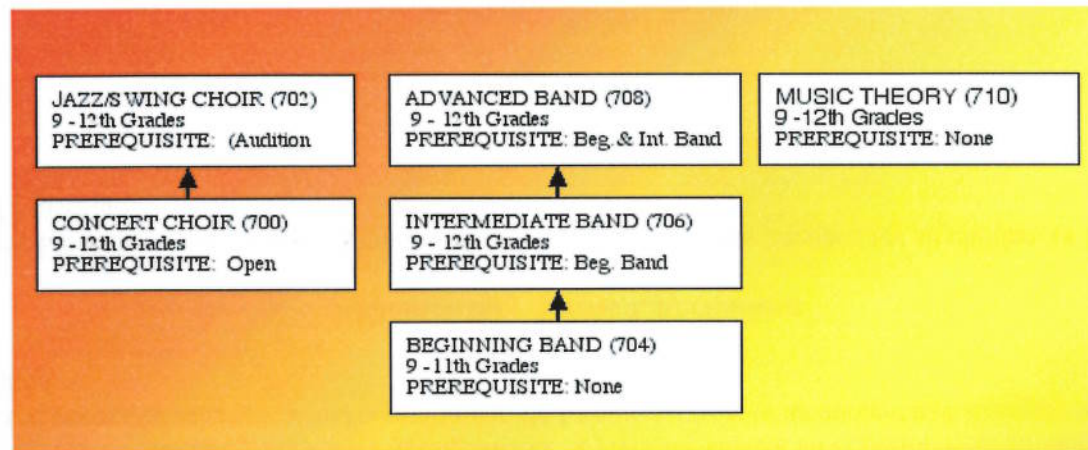 JAZZ/SWING CHOIR (702)
9 -12th Grades
PREREQUISITE: (Audition
CONCERT CHOIR (700)
9 -12th Grades
PREREQUISITE: Open
ADVANCED BAND (708)
9 - 12th Grades
PREREQUISITE: Beg. & Int. Band
INTERMEDIATE BAND (706)
9 - 12th Grades
PREREQUISITE: Beg. Band
BEGINNING BAND (704)
9 -11th Grades
PREREQUISITE: None
MUSIC THEORY (710)
9 -12th Grades
PREREQUISITE: None